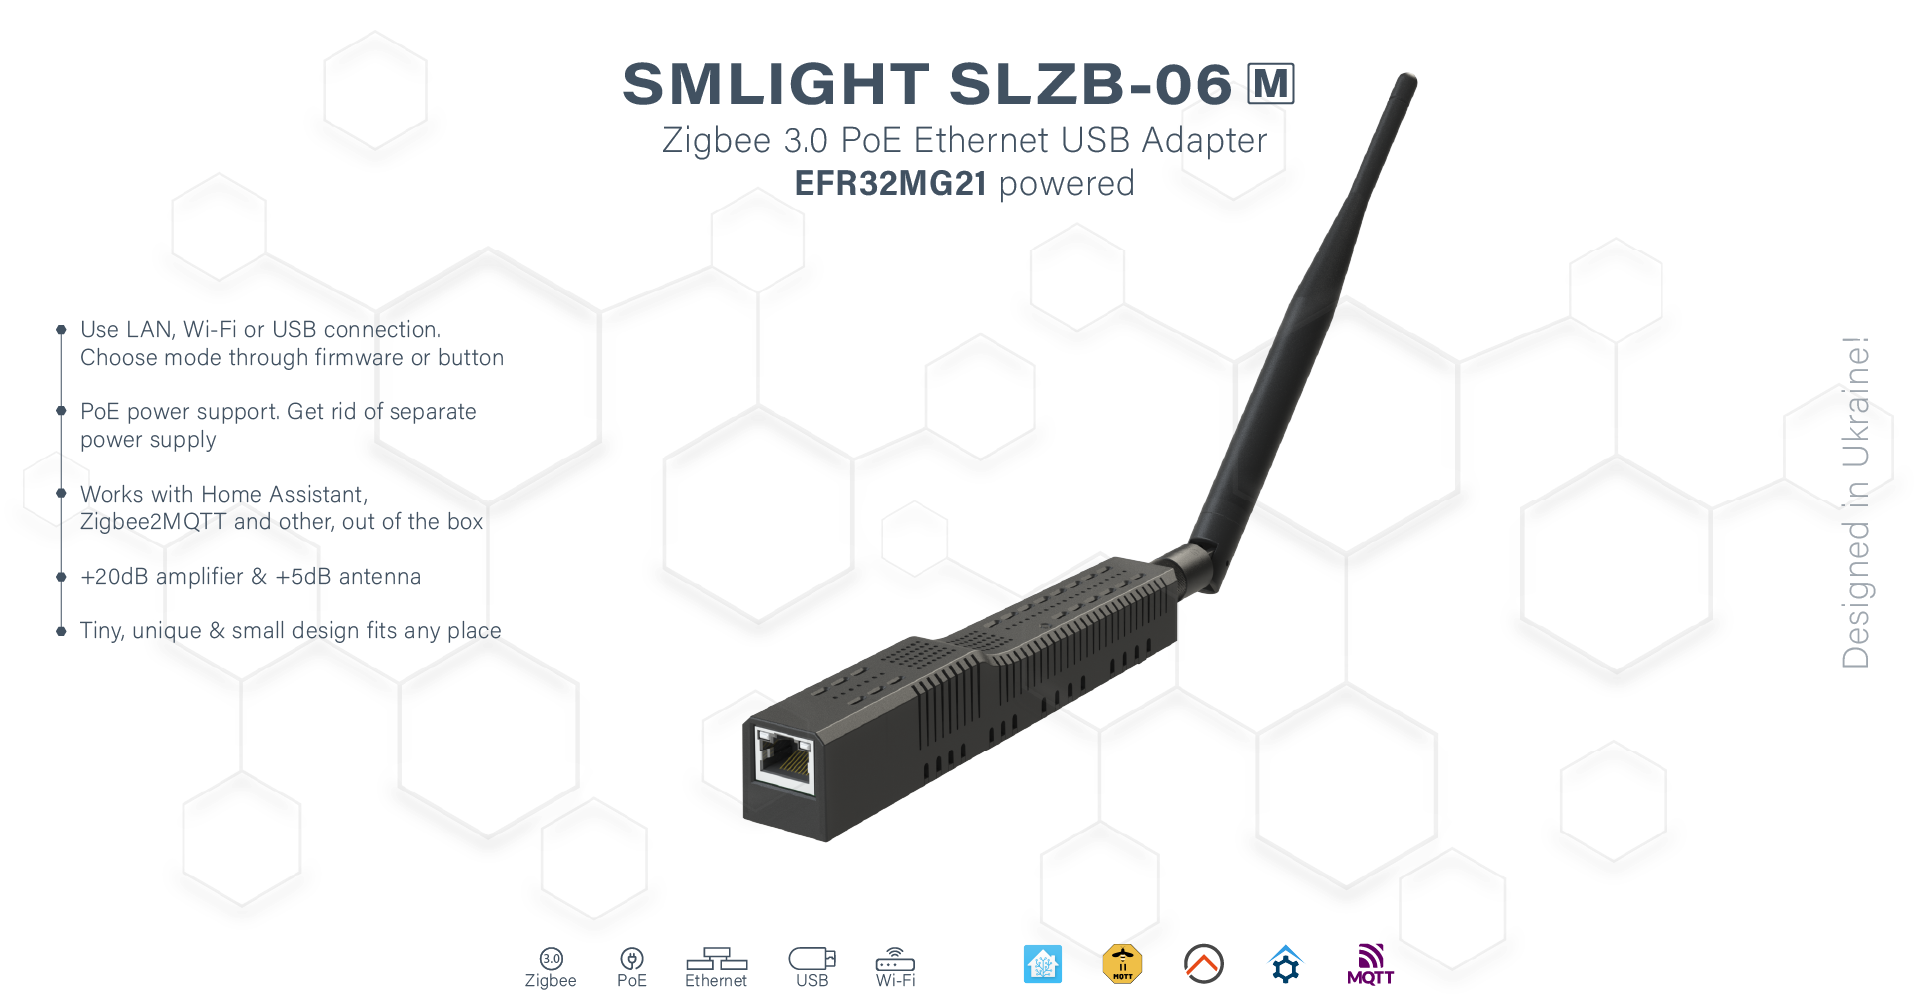 SMLIGHT SLZB-06 M
Zigbee 3.0 PoE Ethernet USB Adapter
EFR32MG21 powered
Use LAN, Wi-Fi or USB connection.
Choose mode through firmware or button
PoE power support. Get rid of separate
power supply
Works with Home Assistant,
Zigbee2MQTT and other, out of the box
+20dB amplifier & +5dB antenna
Tiny, unique & small design fits any place
Designed in Ukraine!
3.0
Zigbee
PoE
Ethernet
USB
Wi-Fi
MQTT
MQTT